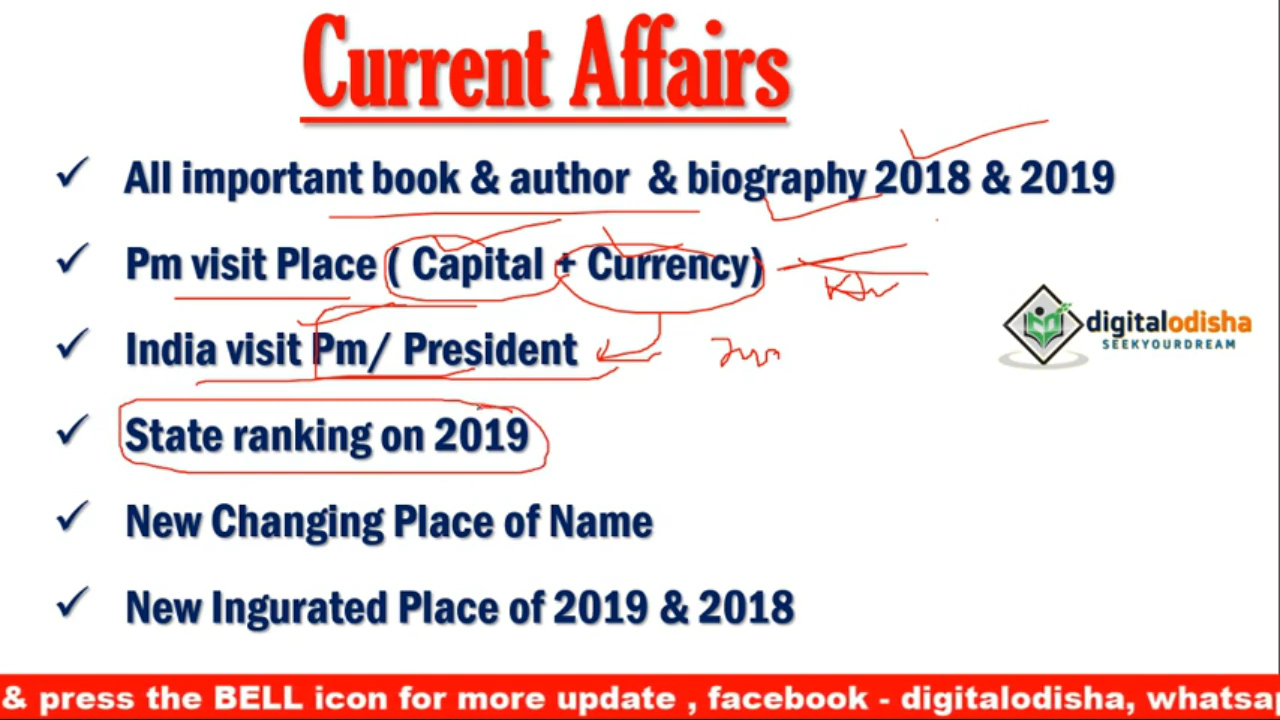 Current Affairs
✓ All important book & author & biography 2018 & 2019
✓ Pm visit Place ( Capital + Currency)
✓ India visit Pm/ President
digitalodisha
SEEKYOURDREAM
✓ State ranking on 2019
✓ New Changing Place of Name
✓ New Ingurated Place of 2019 & 2018
& press the BELL icon for more update , facebook - digitalodisha,